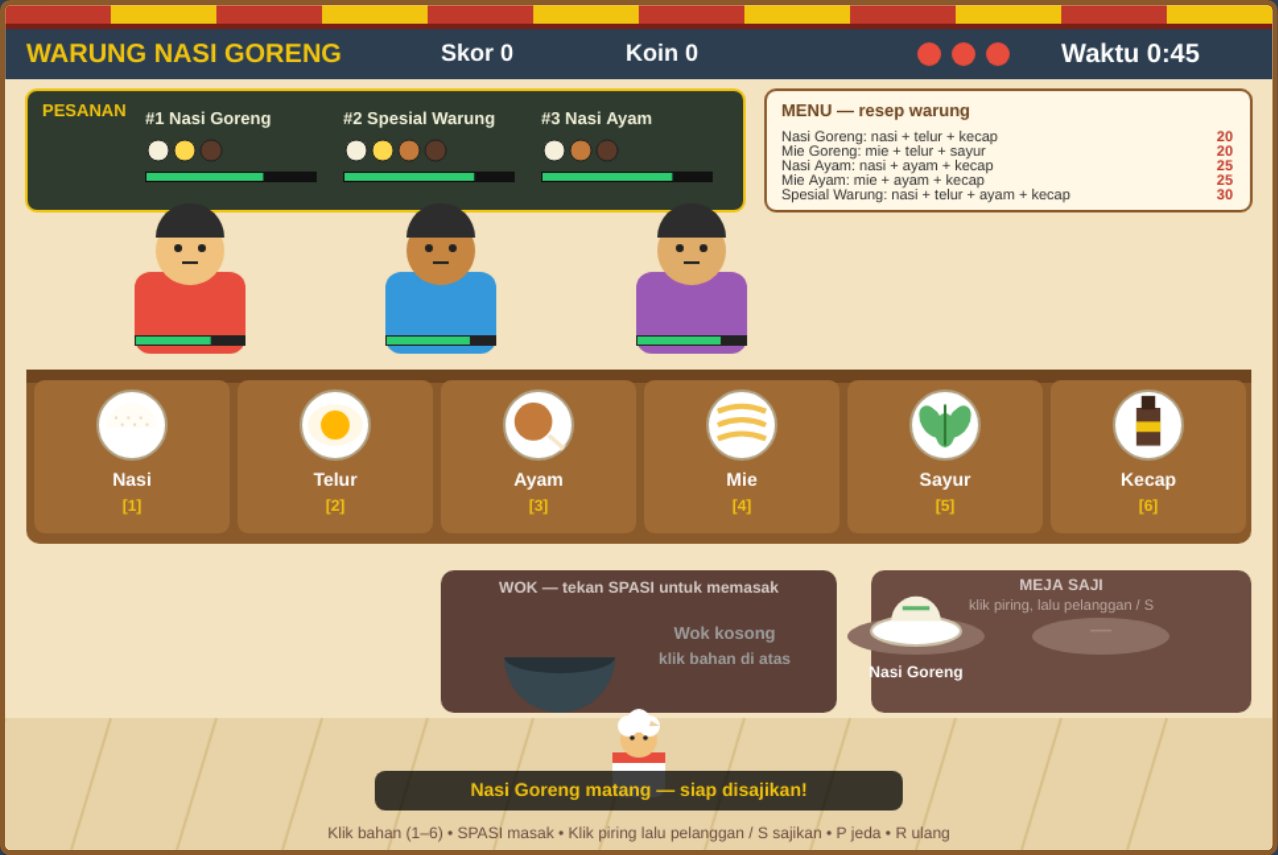 WARUNG NASI GORENG Skor 0 Koin 0 Waktu 0:45
PESANAN
#1 Nasi Goreng
#2 Spesial Warung
#3 Nasi Ayam
MENU — resep warung
Nasi Goreng: nasi + telur + kecap 20
Mie Goreng: mie + telur + sayur 20
Nasi Ayam: nasi + ayam + kecap 25
Mie Ayam: mie + ayam + kecap 25
Spesial Warung: nasi + telur + ayam + kecap 30
Nasi Telur Ayam Mie Sayur Kecap
[1] [2] [3] [4] [5] [6]
WOK — tekan SPASI untuk memasak
Wok kosong
klik bahan di atas
MEJA SAJI
klik piring, lalu pelanggan / S
—
Nasi Goreng
Nasi Goreng matang — siap disajikan!
Klik bahan (1–6) • SPASI masak • Klik piring lalu pelanggan / S sajikan • P jeda • R ulang